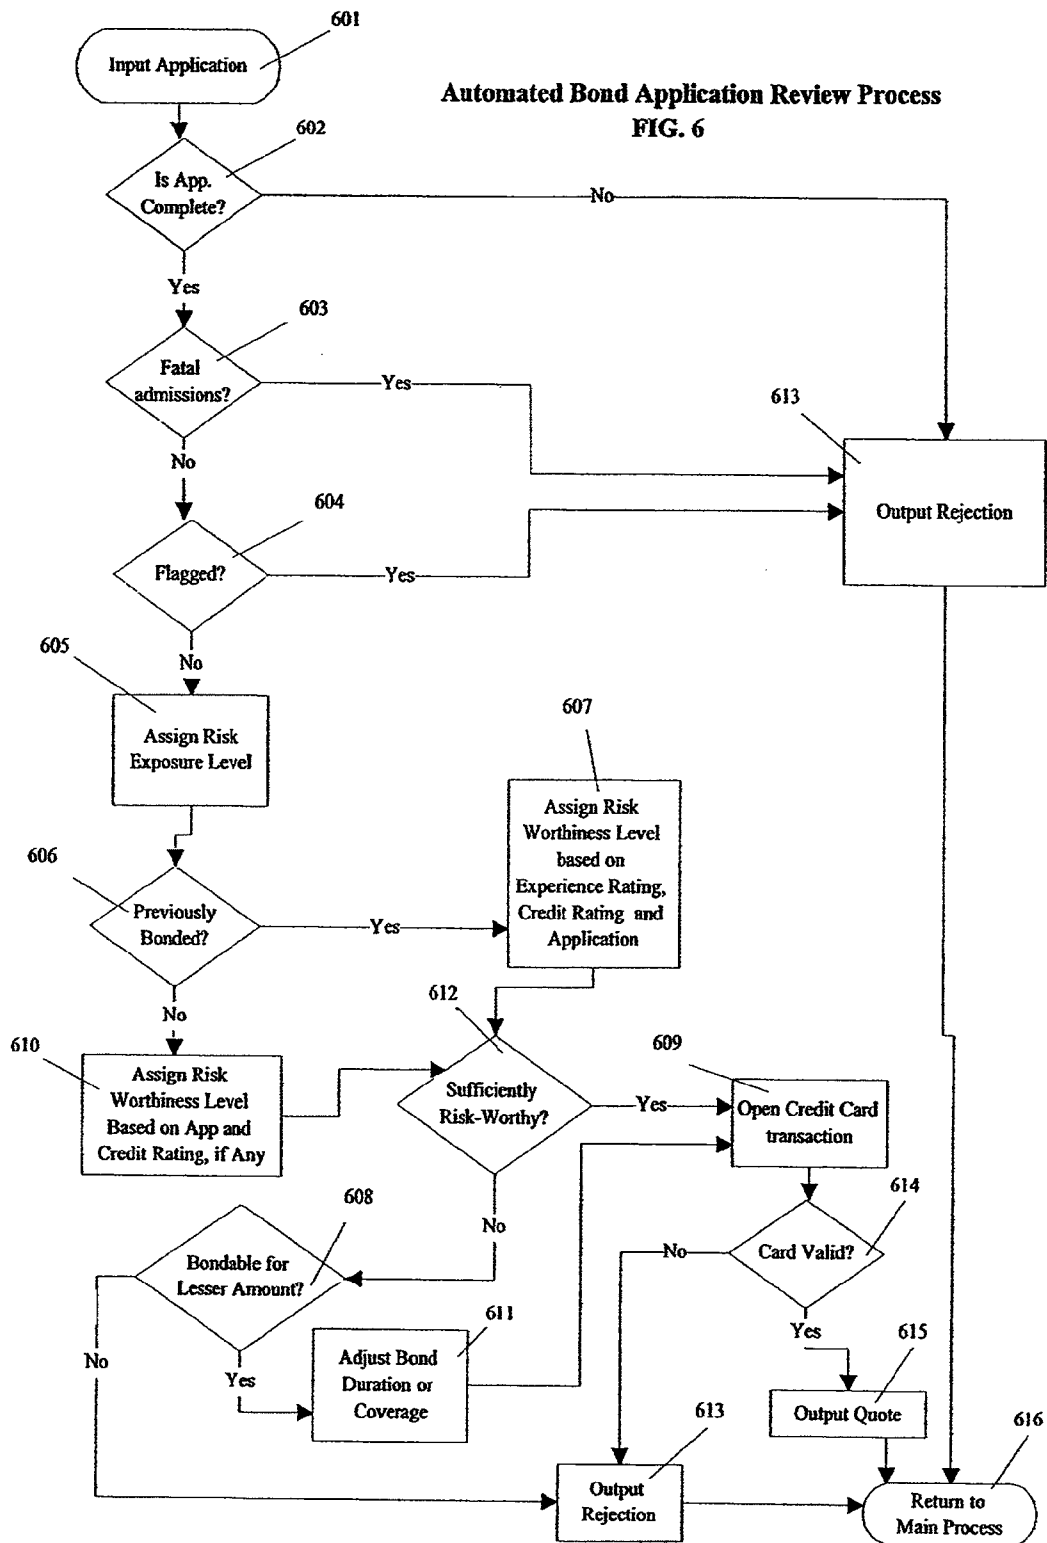 601
Input Application
Automated Bond Application Review Process
FIG. 6
602
Is App.
Complete?
No
Yes
603
Fatal
admissions?
Yes
613
No
604
Output Rejection
Flagged?
Yes
605
No
607
Assign Risk
Exposure Level
Assign Risk
Worthiness Level
based on
Experience Rating,
Credit Rating and
Application
606
Previously
Bonded?
Yes
612
No
609
610
Assign Risk
Worthiness Level
Based on App and
Credit Rating, if Any
Sufficiently
Risk-Worthy?
Yes
Open Credit Card
transaction
608
614
No
Bondable for
Lesser Amount?
No
Card Valid?
611
Yes
615
No
Yes
Adjust Bond
Duration or
Coverage
Output Quote
613
616
Output
Rejection
Return to
Main Process